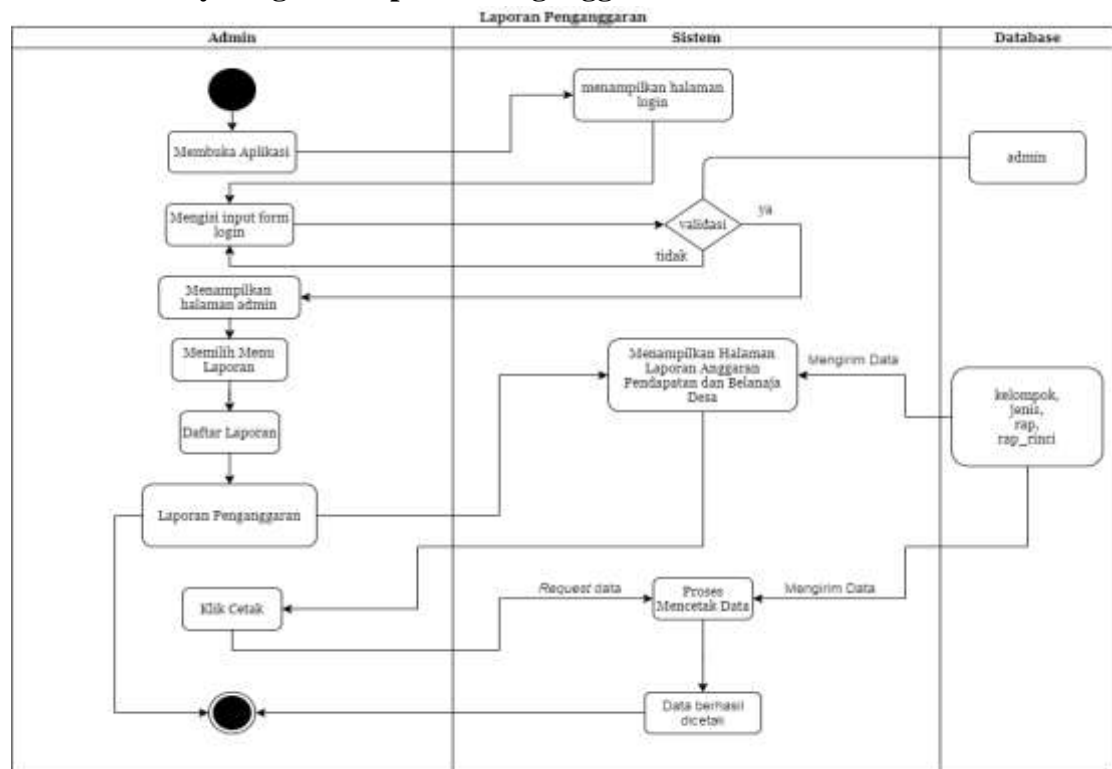 Laporan Penganggaran
Admin
Sistem
Database
menampilkan halaman
login
Membuka Aplikasi
admin
Mengisi input form
login
validasi
ya
tidak
Menampilkan
halaman admin
Memilih Menu
Laporan
Menampilkan Halaman
Laporan Anggaran
Pendapatan dan Belanaja
Desa
Mengirim Data
kelompok,
jenis,
rap,
rap_rinci
Daftar Laporan
Laporan Penganggaran
Klik Cetak
Request data
Proses
Mencetak Data
Mengirim Data
Data berhasil
dicetak